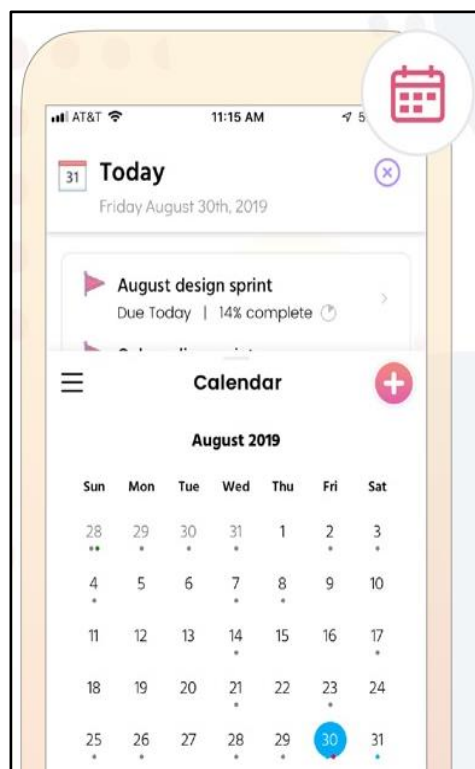 AT&T 11:15 AM 5
31 Today
Friday August 30th, 2019
August design sprint
Due Today | 14% complete
Calendar
August 2019
Sun Mon Tue Wed Thu Fri Sat
28 29 30 31 1 2 3
4 5 6 7 8 9 10
11 12 13 14 15 16 17
18 19 20 21 22 23 24
25 26 27 28 29 30 31